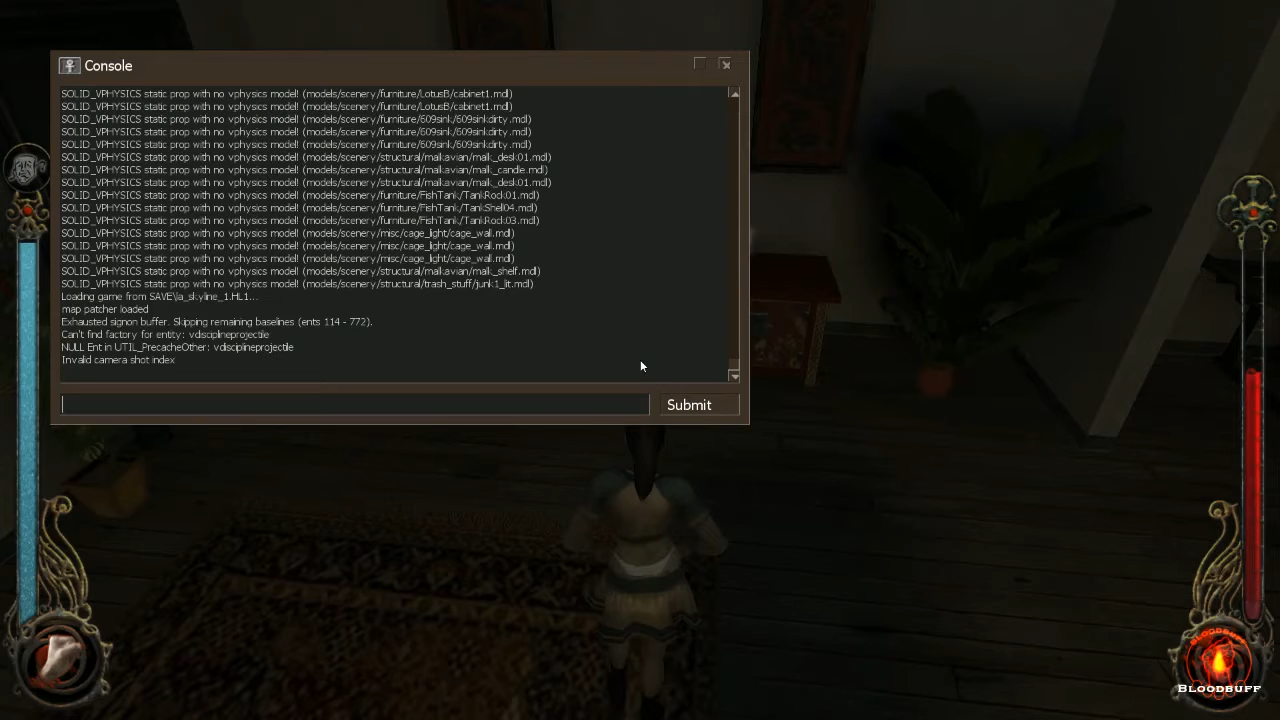 Console
SOLID_VPHYSICS static prop with no vphysics model! (models/scenery/furniture/LotusB/cabinet1.mdl)
SOLID_VPHYSICS static prop with no vphysics model! (models/scenery/furniture/LotusB/cabinet1.mdl)
SOLID_VPHYSICS static prop with no vphysics model! (models/scenery/furniture/609sink/609sinkdirty.mdl)
SOLID_VPHYSICS static prop with no vphysics model! (models/scenery/furniture/609sink/609sinkdirty.mdl)
SOLID_VPHYSICS static prop with no vphysics model! (models/scenery/furniture/609sink/609sinkdirty.mdl)
SOLID_VPHYSICS static prop with no vphysics model! (models/scenery/structural/malkavian/malk_desk01.mdl)
SOLID_VPHYSICS static prop with no vphysics model! (models/scenery/structural/malkavian/malk_candle.mdl)
SOLID_VPHYSICS static prop with no vphysics model! (models/scenery/structural/malkavian/malk_desk01.mdl)
SOLID_VPHYSICS static prop with no vphysics model! (models/scenery/furniture/FishTank/TankRock01.mdl)
SOLID_VPHYSICS static prop with no vphysics model! (models/scenery/furniture/FishTank/TankShell04.mdl)
SOLID_VPHYSICS static prop with no vphysics model! (models/scenery/furniture/FishTank/TankRock03.mdl)
SOLID_VPHYSICS static prop with no vphysics model! (models/scenery/misc/cage_light/cage_wall.mdl)
SOLID_VPHYSICS static prop with no vphysics model! (models/scenery/misc/cage_light/cage_wall.mdl)
SOLID_VPHYSICS static prop with no vphysics model! (models/scenery/misc/cage_light/cage_wall.mdl)
SOLID_VPHYSICS static prop with no vphysics model! (models/scenery/structural/malkavian/malk_shelf.mdl)
SOLID_VPHYSICS static prop with no vphysics model! (models/scenery/structural/trash_stuff/junk1_lit.mdl)
Loading game from SAVE\la_skyline_1.HL1...
map patcher loaded
Exhausted signon buffer. Skipping remaining baselines (ents 114 - 772).
Can't find factory for entity: vdisciplineprojectile
NULL Ent in UTIL_PrecacheOther: vdisciplineprojectile
Invalid camera shot index
Submit
BLOODBUFF
BLOODBUFF